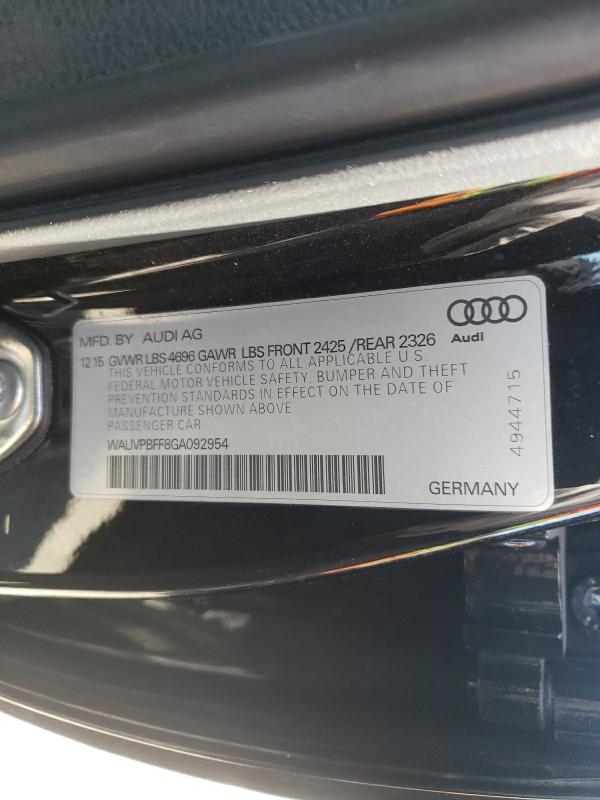 MFD. BY AUDI AG
12 15 GVWR LBS 4696 GAWR LBS FRONT 2425 /REAR 2326
Audi
THIS VEHICLE CONFORMS TO ALL APPLICABLE U.S.
FEDERAL MOTOR VEHICLE SAFETY, BUMPER AND THEFT
PREVENTION STANDARDS IN EFFECT ON THE DATE OF
MANUFACTURE SHOWN ABOVE
PASSENGER CAR
WAUVPBFF8GA092954
4944715
GERMANY